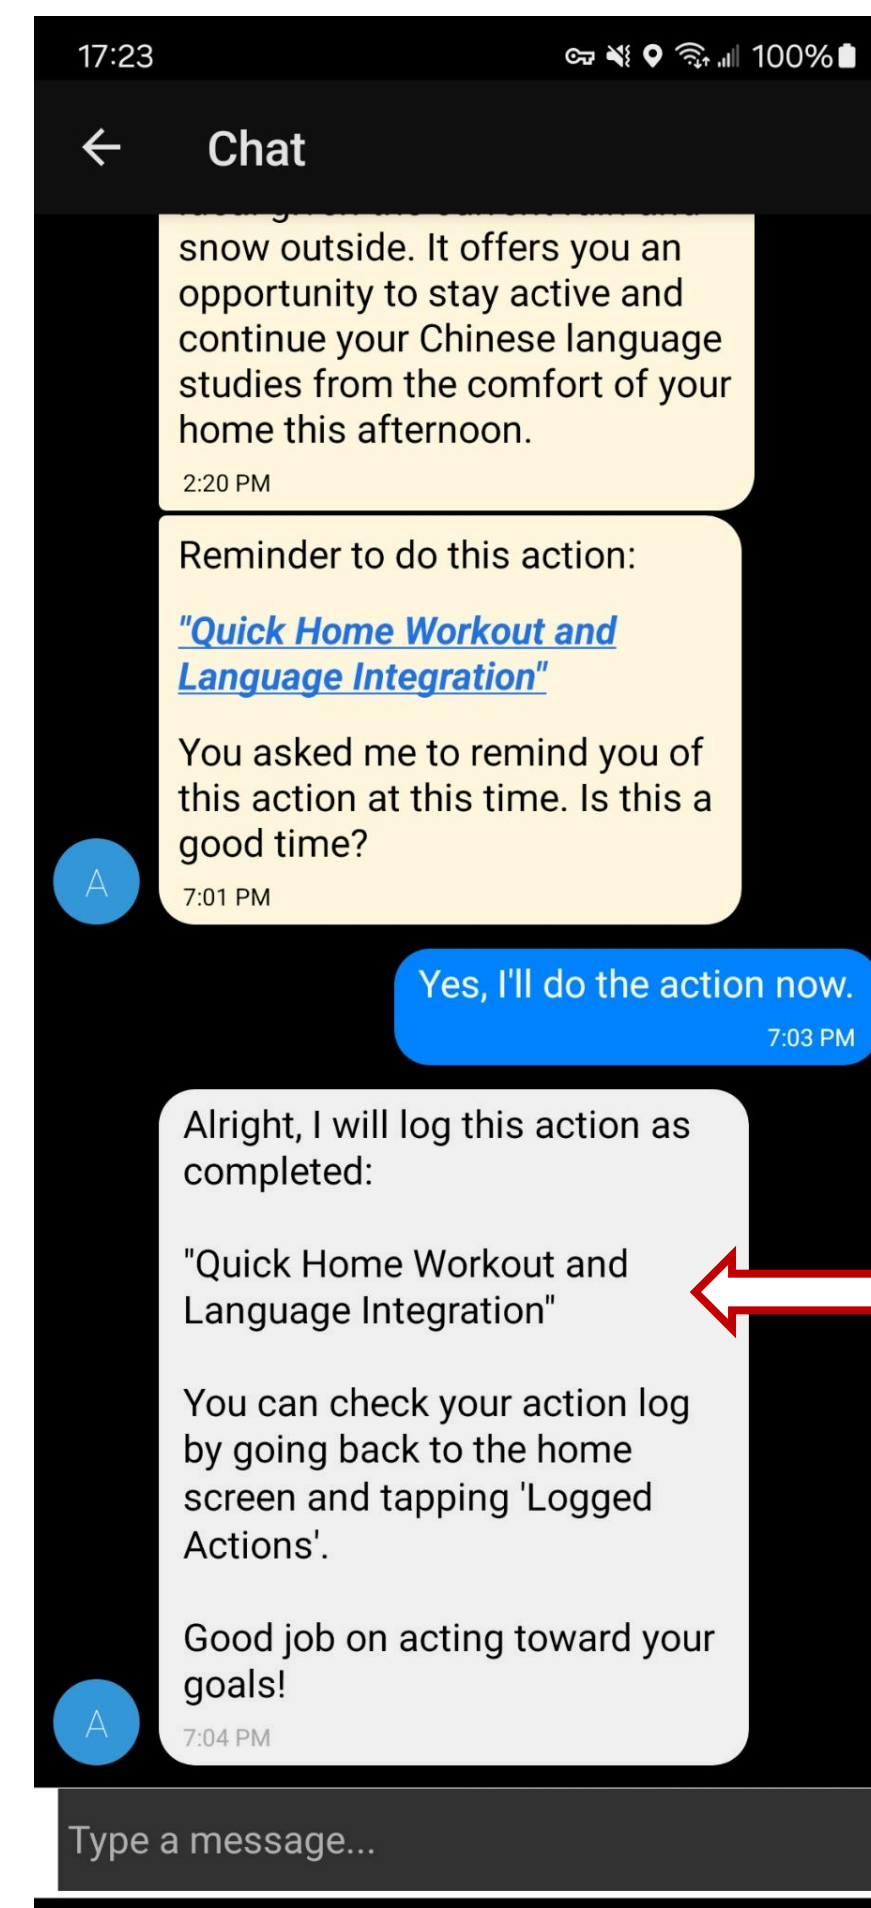 17:23
100%
Chat
snow outside. It offers you an
opportunity to stay active and
continue your Chinese language
studies from the comfort of your
home this afternoon.
2:20 PM
Reminder to do this action:
"Quick Home Workout and
Language Integration"
You asked me to remind you of
this action at this time. Is this a
good time?
A
7:01 PM
Yes, I'll do the action now.
7:03 PM
Alright, I will log this action as
completed:
"Quick Home Workout and
Language Integration"
You can check your action log
by going back to the home
screen and tapping 'Logged
Actions'.
Good job on acting toward your
goals!
A
7:04 PM
Type a message...